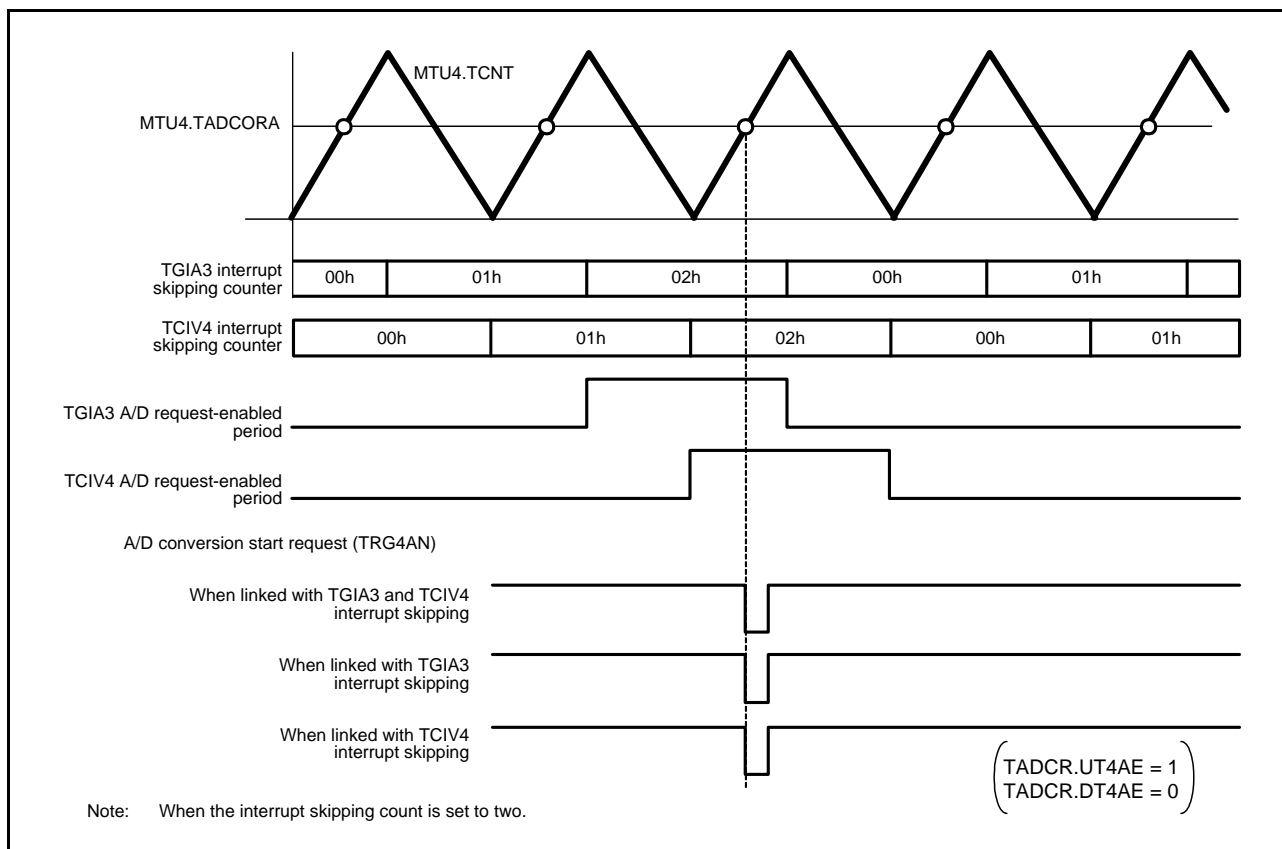 MTU4.TCNT
MTU4.TADCORA
TGIA3 interrupt
skipping counter
00h
01h
02h
00h
01h
TCIV4 interrupt
skipping counter
00h
01h
02h
00h
01h
TGIA3 A/D request-enabled
period
TCIV4 A/D request-enabled
period
A/D conversion start request (TRG4AN)
When linked with TGIA3 and TCIV4
interrupt skipping
When linked with TGIA3
interrupt skipping
When linked with TCIV4
interrupt skipping
TADCR.UT4AE = 1
TADCR.DT4AE = 0
Note: When the interrupt skipping count is set to two.